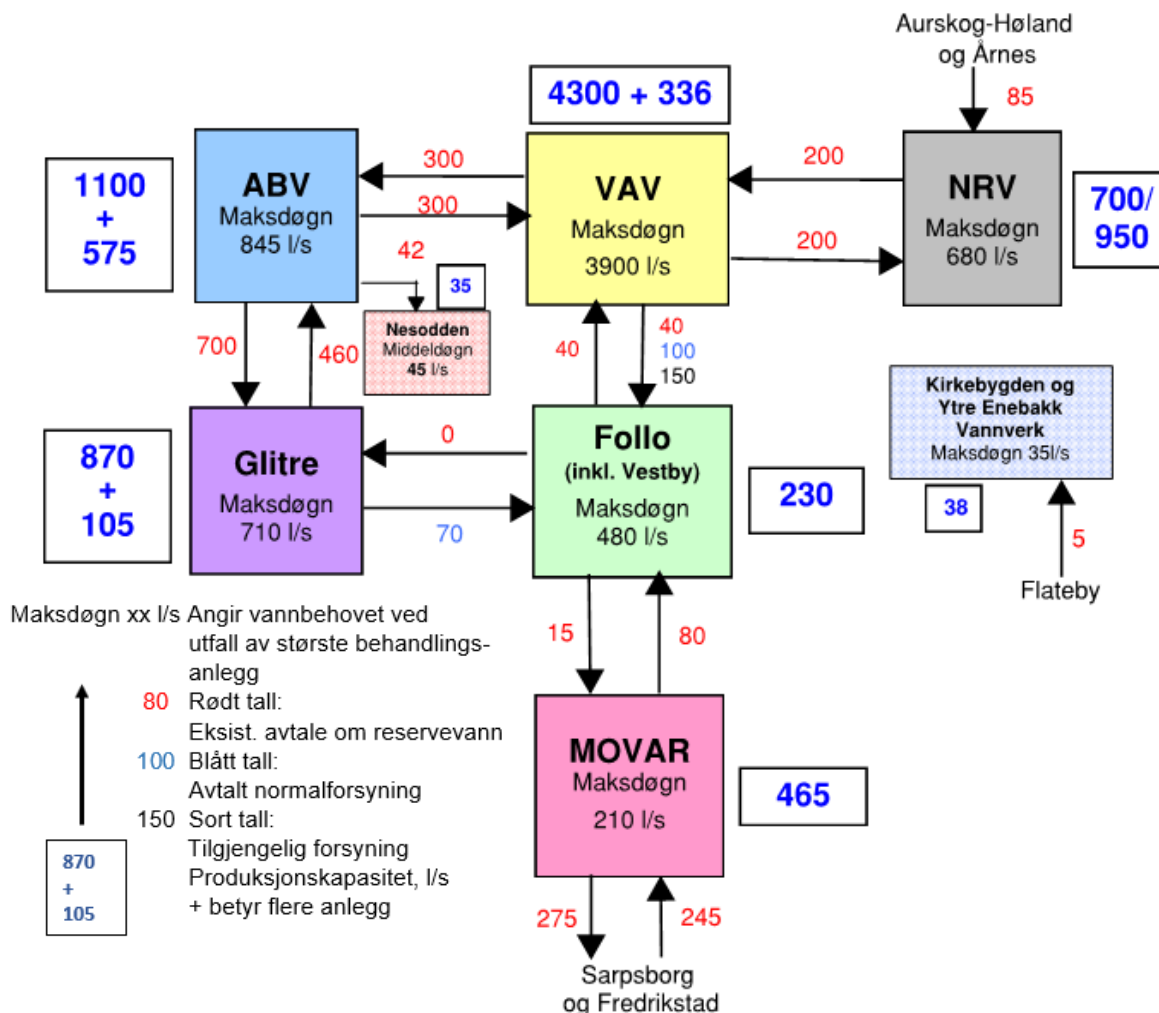 Aurskog-Høland
og Årnes
85
4300 + 336
1100
+
575
ABV
Maksdøgn
845 l/s
300
300
42
VAV
Maksdøgn
3900 l/s
200
200
NRV
Maksdøgn
680 l/s
700/
950
35
Nesodden
Middeldøgn
45 l/s
700
460
40
40
100
150
Kirkebygden og
Ytre Enebakk
Vannverk
Maksdøgn 35l/s
38
5
Flateby
870
+
105
Glitre
Maksdøgn
710 l/s
0
70
Follo
(inkl. Vestby)
Maksdøgn
480 l/s
230
15
80
MOVAR
Maksdøgn
210 l/s
465
275
245
Sarpsborg
og Fredrikstad
Maksdøgn xx l/s Angir vannbehovet ved
utfall av største behandlings-
anlegg
80 Rødt tall:
Eksist. avtale om reservevann
100 Blått tall:
Avtalt normalforsyning
150 Sort tall:
Tilgjengelig forsyning
Produksjonskapasitet, l/s
+ betyr flere anlegg
870
+
105